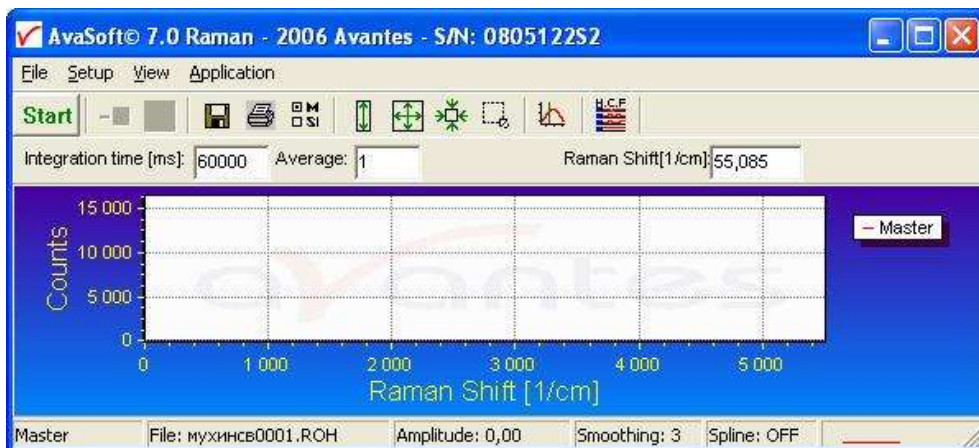 AvaSoft© 7.0 Raman - 2006 Avantes - S/N: 0805122S2
File Setup View Application
Start
M
SI
H.C.F
Integration time [ms]: 60000 Average: 1 Raman Shift[1/cm]: 55,085
15 000
10 000
5 000
0
Counts
avantes
Master
0 1 000 2 000 3 000 4 000 5 000
Raman Shift [1/cm]
Master File: мухинсв0001.ROH Amplitude: 0,00 Smoothing: 3 Spline: OFF